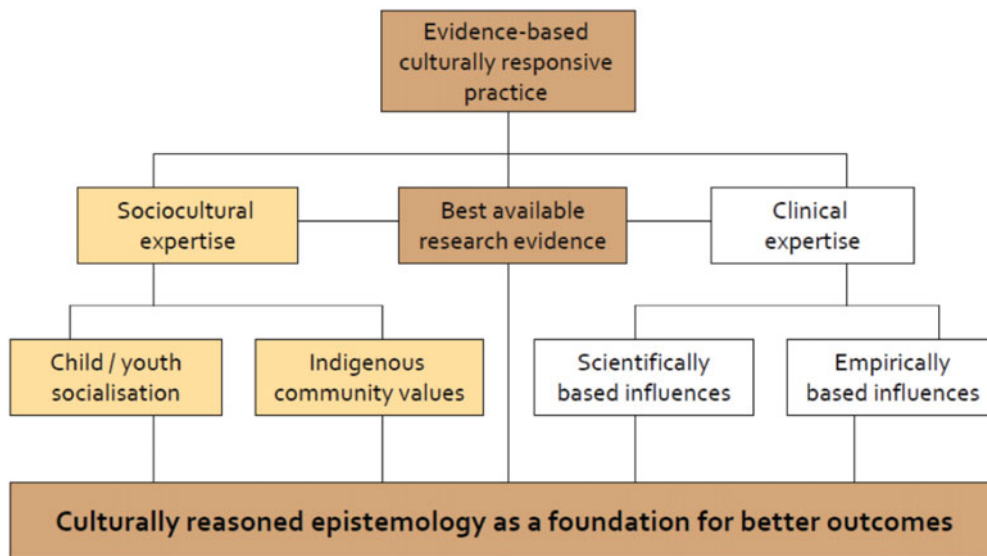 Evidence-based
culturally responsive
practice
Sociocultural
expertise
Best available
research evidence
Clinical
expertise
Child / youth
socialisation
Indigenous
community values
Scientifically
based influences
Empirically
based influences
Culturally reasoned epistemology as a foundation for better outcomes